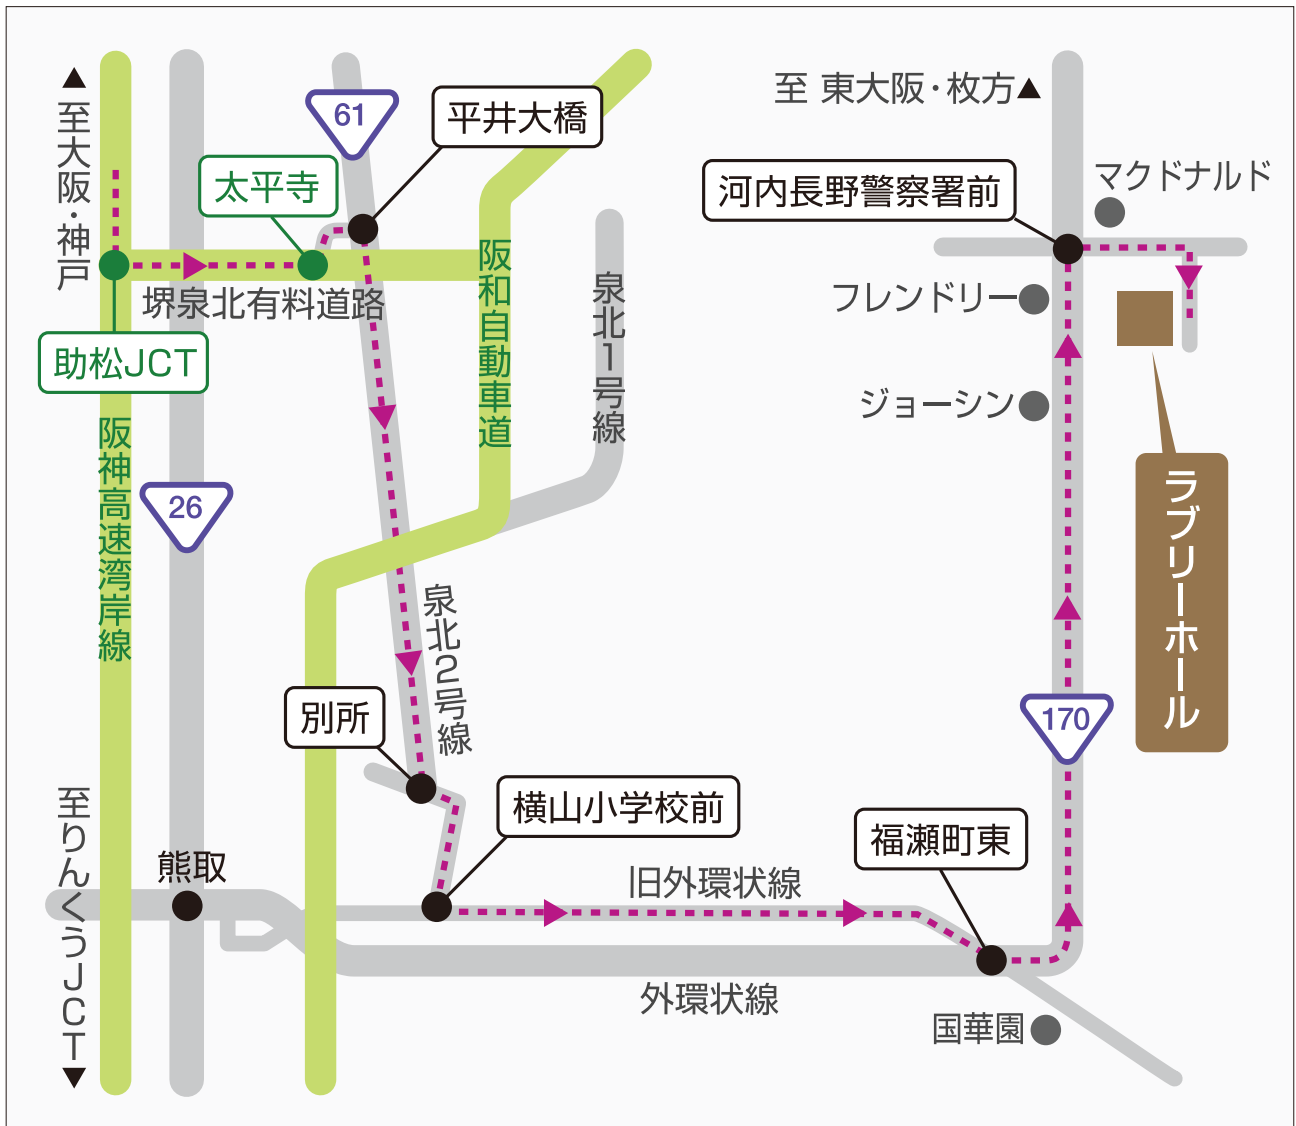 至大阪・神戸
61
平井大橋
太平寺
至 東大阪・枚方
マクドナルド
河内長野警察署前
堺泉北有料道路
阪和自動車道
泉北1号線
フレンドリー
助松JCT
ジョーシン
阪神高速湾岸線
26
ラブリーホール
泉北2号線
別所
170
至りんくうJCT
横山小学校前
福瀬町東
熊取
旧外環状線
外環状線
国華園